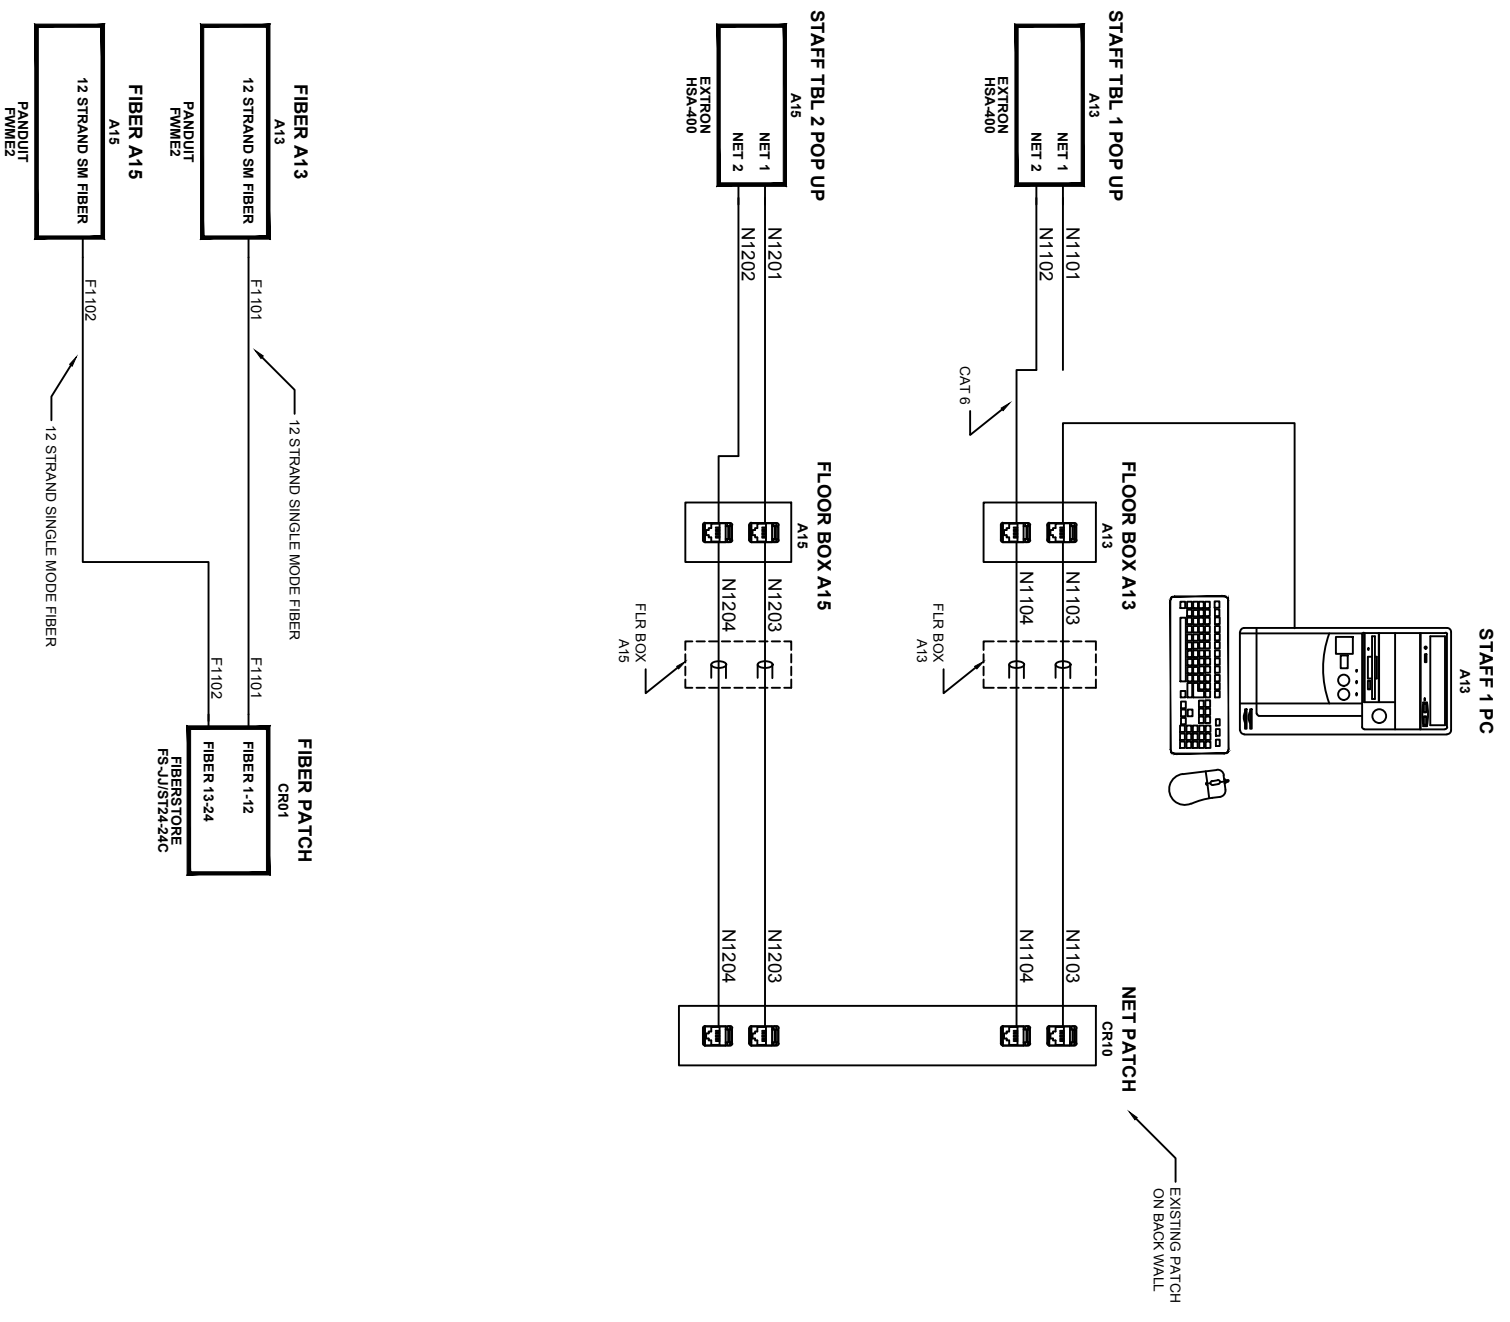 STAFF 1 PC
A13
STAFF TBL 1 POP UP
A13
NET 1
NET 2
EXTRON
HSA-400
N1101
N1102
CAT 6
FLOOR BOX A13
A13
N1103
N1104
FLR BOX
A13
N1103
N1104
NET PATCH
CR10
EXISTING PATCH
ON BACK WALL
STAFF TBL 2 POP UP
A15
NET 1
NET 2
EXTRON
HSA-400
N1201
N1202
FLOOR BOX A15
A15
N1203
N1204
FLR BOX
A15
N1203
N1204
FIBER A13
A13
12 STRAND SM FIBER
PANDUIT
FWME2
F1101
12 STRAND SINGLE MODE FIBER
F1101
FIBER PATCH
CR01
FIBER 1-12
FIBER 13-24
FIBERSTORE
FS-JJ/ST24-24C
FIBER A15
A15
12 STRAND SM FIBER
PANDUIT
FWME2
F1102
12 STRAND SINGLE MODE FIBER
F1102